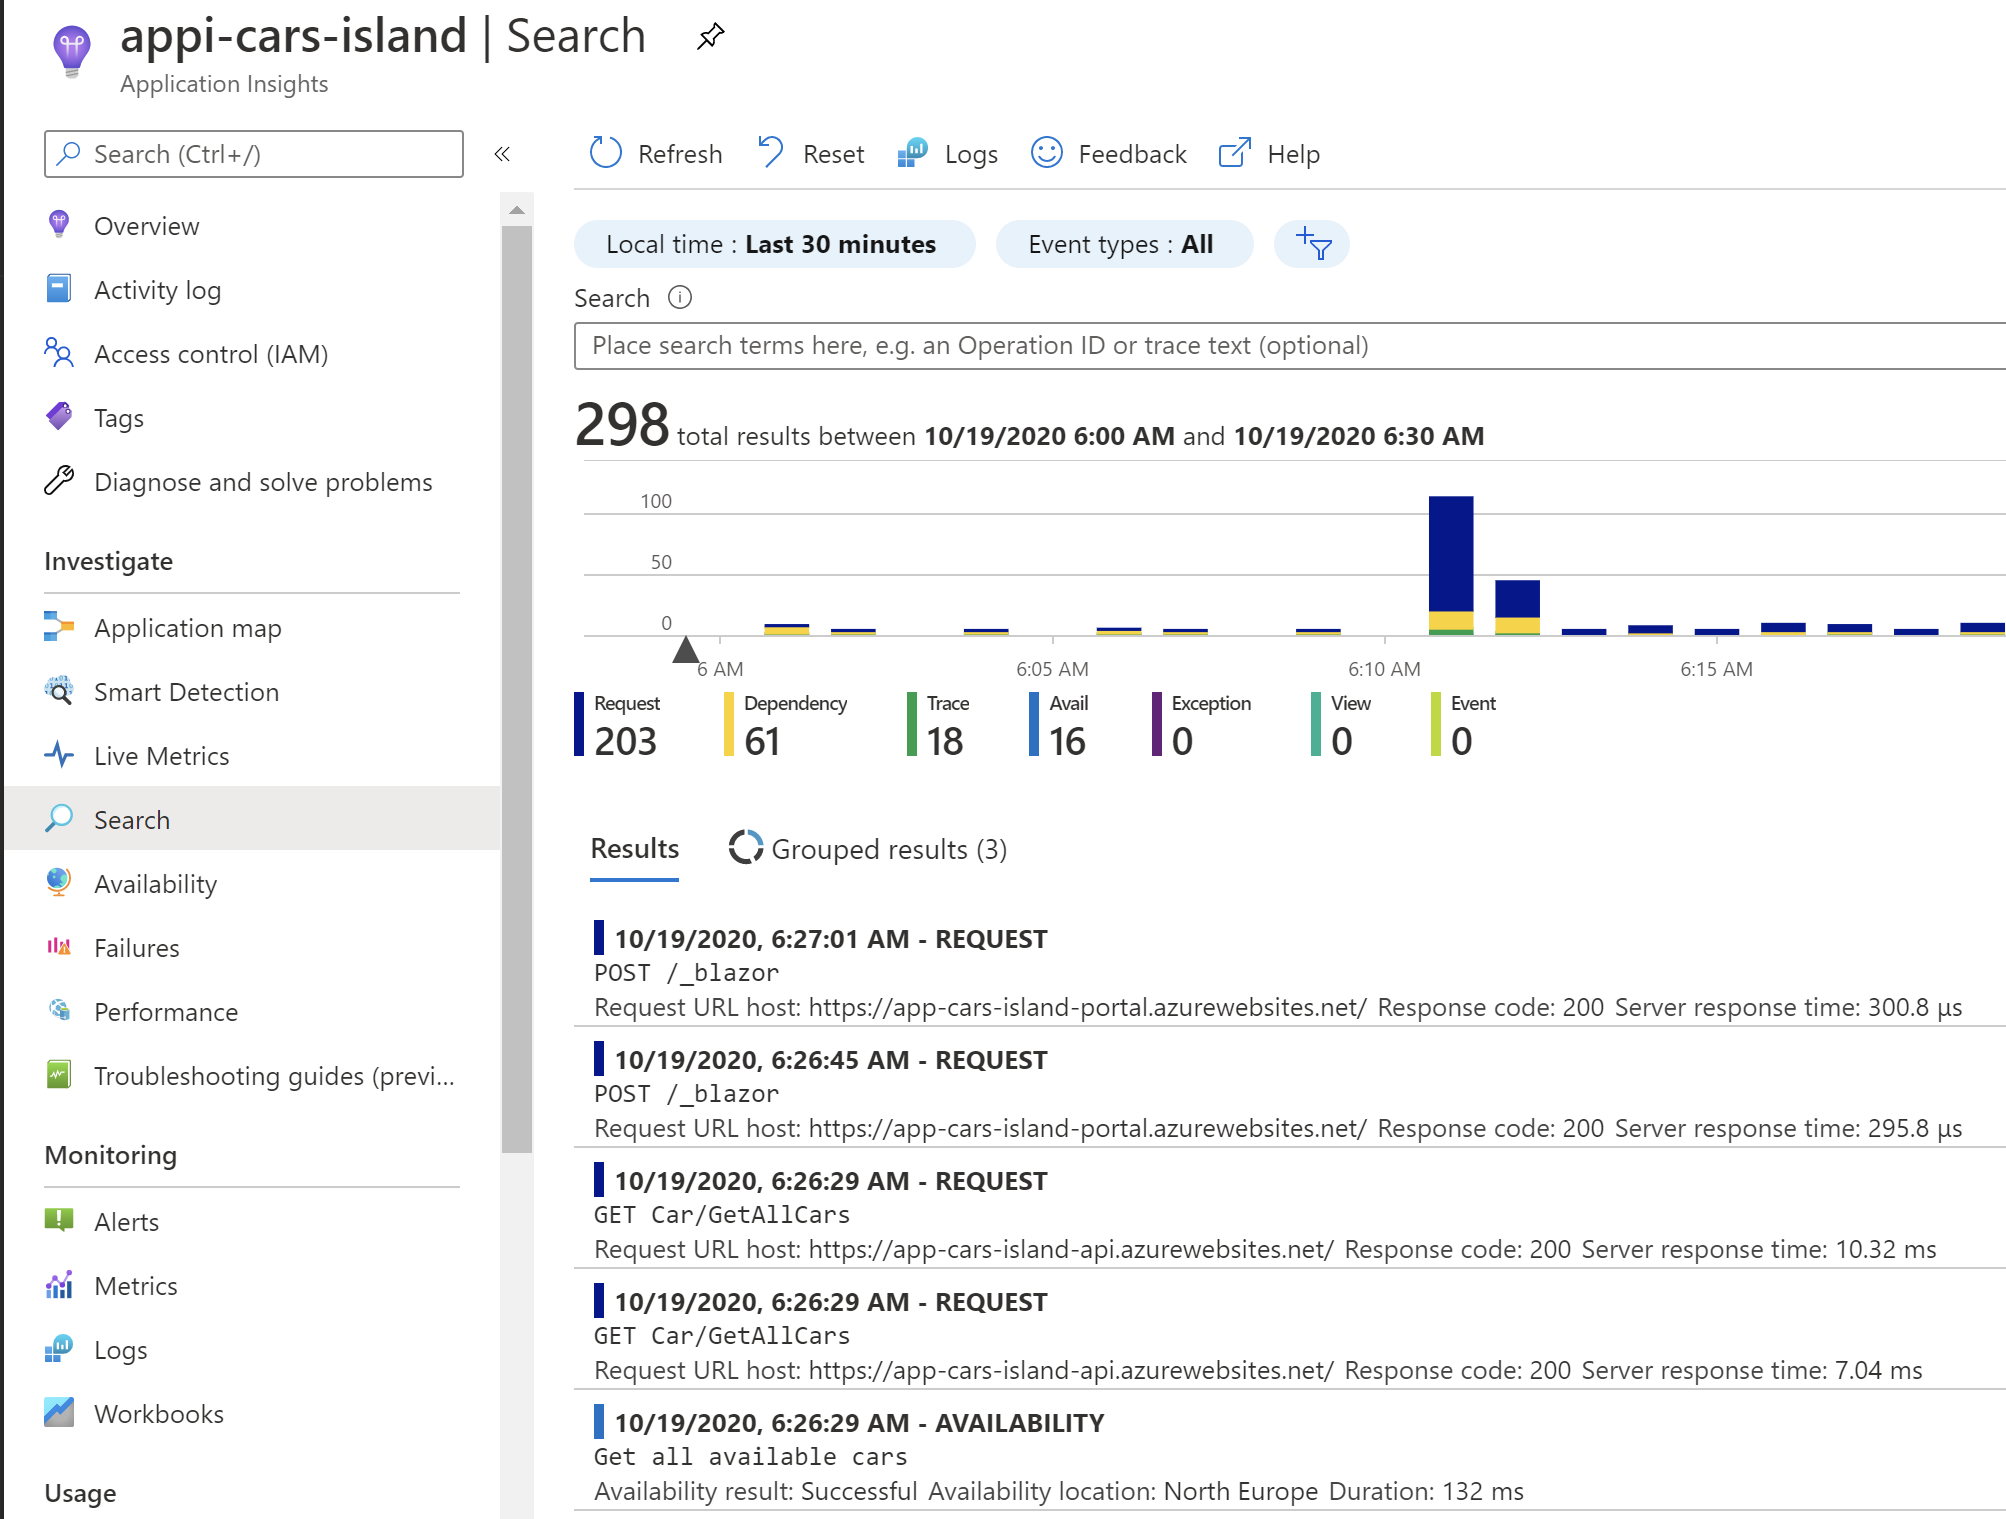 appi-cars-island | Search
Application Insights
Search (Ctrl+/)
«
Overview
Activity log
Access control (IAM)
Tags
Diagnose and solve problems
Investigate
Application map
Smart Detection
Live Metrics
Search
Availability
Failures
Performance
Troubleshooting guides (previ...
Monitoring
Alerts
Metrics
Logs
Workbooks
Usage
Refresh Reset Logs Feedback Help
Local time : Last 30 minutes Event types : All
Search
Place search terms here, e.g. an Operation ID or trace text (optional)
298 total results between 10/19/2020 6:00 AM and 10/19/2020 6:30 AM
100
50
0
6 AM 6:05 AM 6:10 AM 6:15 AM
Request Dependency Trace Avail Exception View Event
203 61 18 16 0 0 0
Results Grouped results (3)
10/19/2020, 6:27:01 AM - REQUEST
POST /_blazor
Request URL host: https://app-cars-island-portal.azurewebsites.net/ Response code: 200 Server response time: 300.8 µs
10/19/2020, 6:26:45 AM - REQUEST
POST /_blazor
Request URL host: https://app-cars-island-portal.azurewebsites.net/ Response code: 200 Server response time: 295.8 µs
10/19/2020, 6:26:29 AM - REQUEST
GET Car/GetAllCars
Request URL host: https://app-cars-island-api.azurewebsites.net/ Response code: 200 Server response time: 10.32 ms
10/19/2020, 6:26:29 AM - REQUEST
GET Car/GetAllCars
Request URL host: https://app-cars-island-api.azurewebsites.net/ Response code: 200 Server response time: 7.04 ms
10/19/2020, 6:26:29 AM - AVAILABILITY
Get all available cars
Availability result: Successful Availability location: North Europe Duration: 132 ms